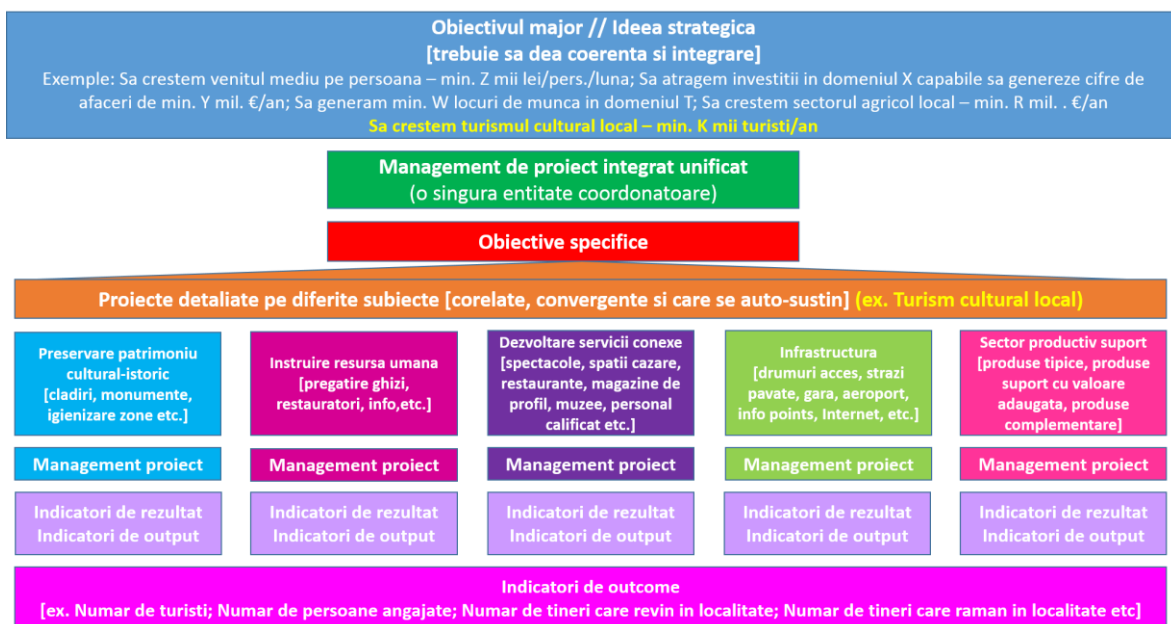 Obiectivul major // Ideea strategica
[trebuie sa dea coerenta si integrare]
Exemple: Sa crestem venitul mediu pe persoana – min. Z mii lei/pers./luna; Sa atragem investitii in domeniul X capabile sa genereze cifre de
afaceri de min. Y mil. €/an; Sa generam min. W locuri de munca in domeniul T; Sa crestem sectorul agricol local – min. R mil. . €/an
Sa crestem turismul cultural local – min. K mii turisti/an
Management de proiect integrat unificat
(o singura entitate coordonatoare)
Obiective specifice
Proiecte detaliate pe diferite subiecte [corelate, convergente si care se auto-sustin] (ex. Turism cultural local)
Preservare patrimoniu
cultural-istoric
[cladiri, monumente,
igienizare zone etc.]
Instruire resursa umana
[pregatire ghizi,
restauratori, info,etc.]
Dezvoltare servicii conexe
[spectacole, spatii cazare,
restaurante, magazine de
profil, muzee, personal
calificat etc.]
Infrastructura
[drumuri acces, strazi
pavate, gara, aeroport,
info points, Internet, etc.]
Sector productiv suport
[produse tipice, produse
suport cu valoare
adaugata, produse
complementare]
Management proiect
Management proiect
Management proiect
Management proiect
Management proiect
Indicatori de rezultat
Indicatori de output
Indicatori de rezultat
Indicatori de output
Indicatori de rezultat
Indicatori de output
Indicatori de rezultat
Indicatori de output
Indicatori de rezultat
Indicatori de output
Indicatori de outcome
[ex. Numar de turisti; Numar de persoane angajate; Numar de tineri care revin in localitate; Numar de tineri care raman in localitate etc]